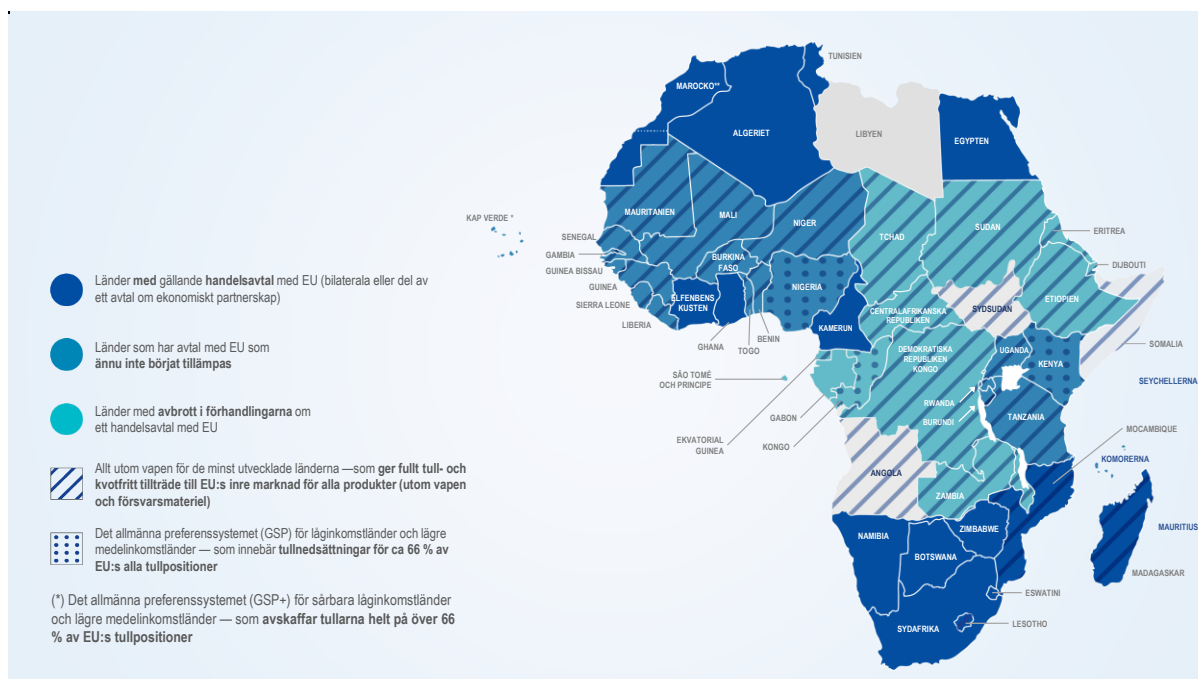 TUNISIEN
MAROCKO**
ALGERIET
LIBYEN
EGYPTEN
KAP VERDE *
MAURITANIEN
MALI
NIGER
TCHAD
SUDAN
ERITREA
SENEGAL
GAMBIA
GUINEA BISSAU
GUINEA
SIERRA LEONE
LIBERIA
BURKINA
FASO
ELFENBENS
KUSTEN
GHANA
TOGO
BENIN
NIGERIA
KAMERUN
CENTRALAFRIKANSKA
REPUBLIKEN
SYDSUDAN
ETIOPIEN
DJIBOUTI
SOMALIA
DEMOKRATISKA
REPUBLIKEN
KONGO
UGANDA
KENYA
SÃO TOMÉ
OCH PRINCIPE
GABON
EKVATORIAL
GUINEA
KONGO
RWANDA
BURUNDI
TANZANIA
SEYCHELLERNA
MOCAMBIQUE
KOMORERNA
ANGOLA
ZAMBIA
MAURITIUS
MADAGASKAR
NAMIBIA
ZIMBABWE
BOTSWANA
ESWATINI
LESOTHO
SYDAFRIKA
Länder med gällande handelsavtal med EU (bilaterala eller del av
ett avtal om ekonomiskt partnerskap)
Länder som har avtal med EU som
ännu inte börjat tillämpas
Länder med avbrott i förhandlingarna om
ett handelsavtal med EU
Allt utom vapen för de minst utvecklade länderna —som ger fullt tull- och
kvotfritt tillträde till EU:s inre marknad för alla produkter (utom vapen
och försvarsmateriel)
Det allmänna preferenssystemet (GSP) för låginkomstländer och lägre
medelinkomstländer — som innebär tullnedsättningar för ca 66 % av
EU:s alla tullpositioner
(*) Det allmänna preferenssystemet (GSP+) för sårbara låginkomstländer
och lägre medelinkomstländer — som avskaffar tullarna helt på över 66
% av EU:s tullpositioner